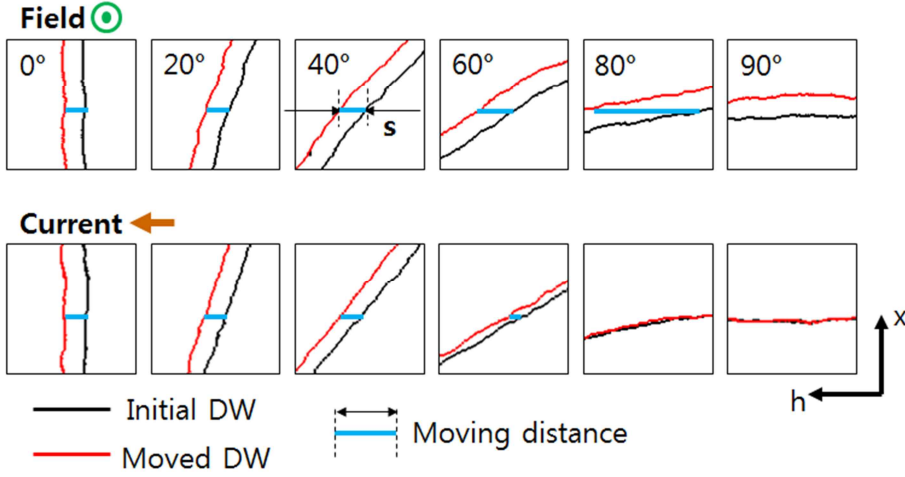 Field
0° 20° 40° 60° 80° 90°
s
Current
x
h
Initial DW
Moving distance
Moved DW